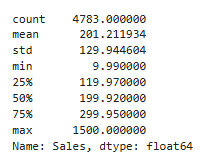 count 4783.000000
mean 201.211934
std 129.944604
min 9.990000
25% 119.970000
50% 199.920000
75% 299.950000
max 1500.000000
Name: Sales, dtype: float64